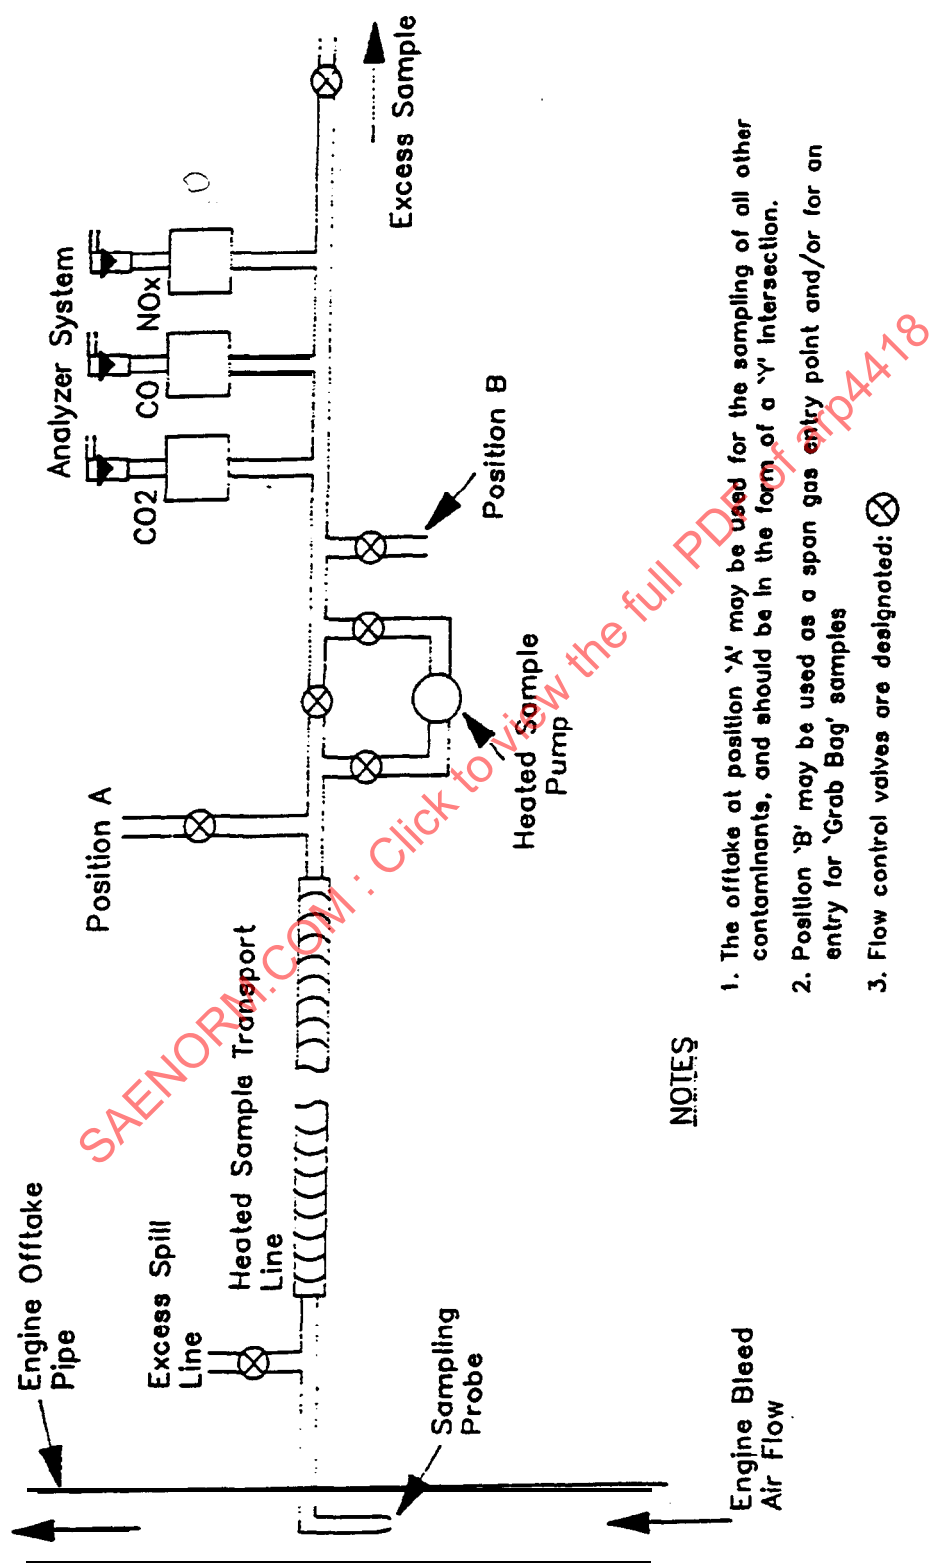 Engine Offtake
Pipe
Excess Spill
Line
Heated Sample Transport
Line
Position A
Analyzer System
CO2
CO
NOx
Excess Sample
Position B
Heated Sample
Pump
Sampling
Probe
Engine Bleed
Air Flow
NOTES
1. The offtake at position `A' may be used for the sampling of all other
contaminants, and should be in the form of a `Y' intersection.
2. Position `B' may be used as a span gas entry point and/or for an
entry for `Grab Bag' samples
3. Flow control valves are designated:
SAENORM.COM : Click to view the full PDF of arp4418